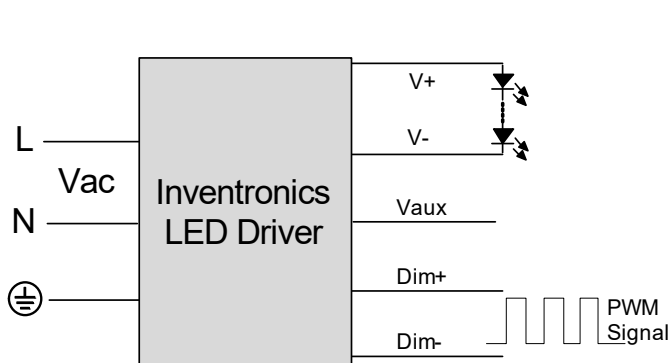 L
Vac
N
Inventronics
LED Driver
V+
V-
Vaux
Dim+
Dim-
PWM
Signal